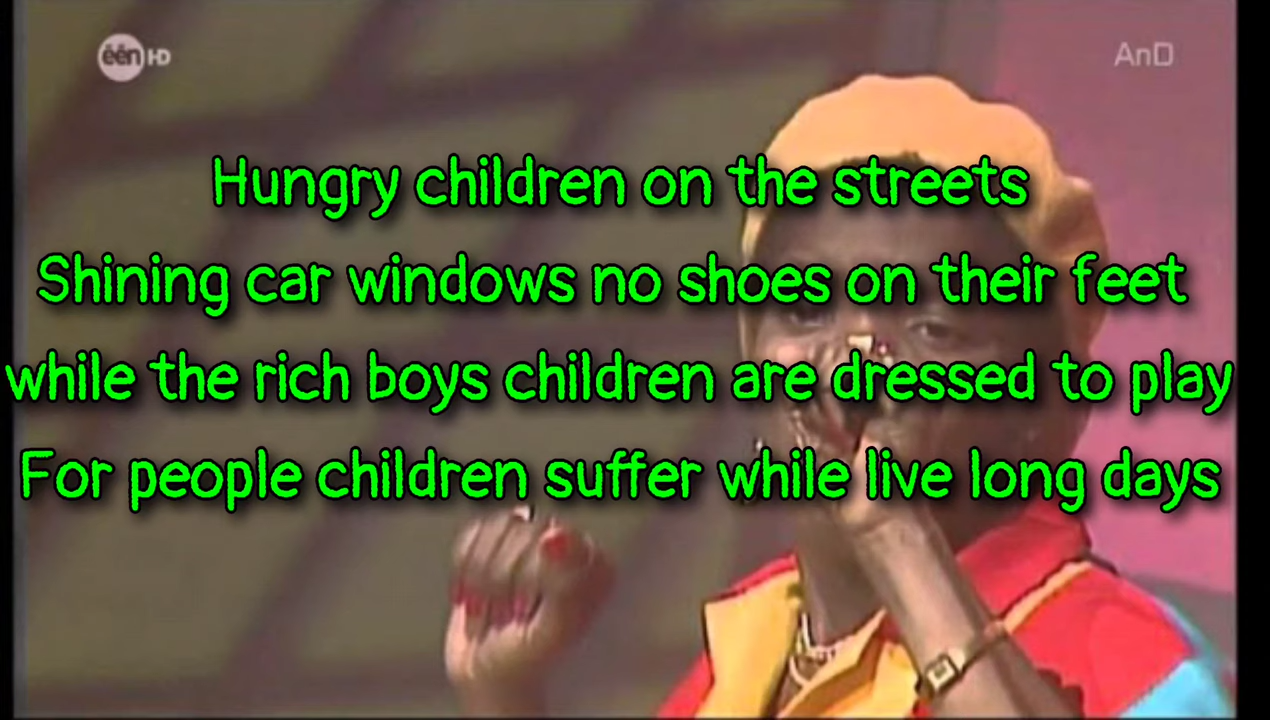 één HD
AnD
Hungry children on the streets
Shining car windows no shoes on their feet
while the rich boys children are dressed to play
For people children suffer while live long days